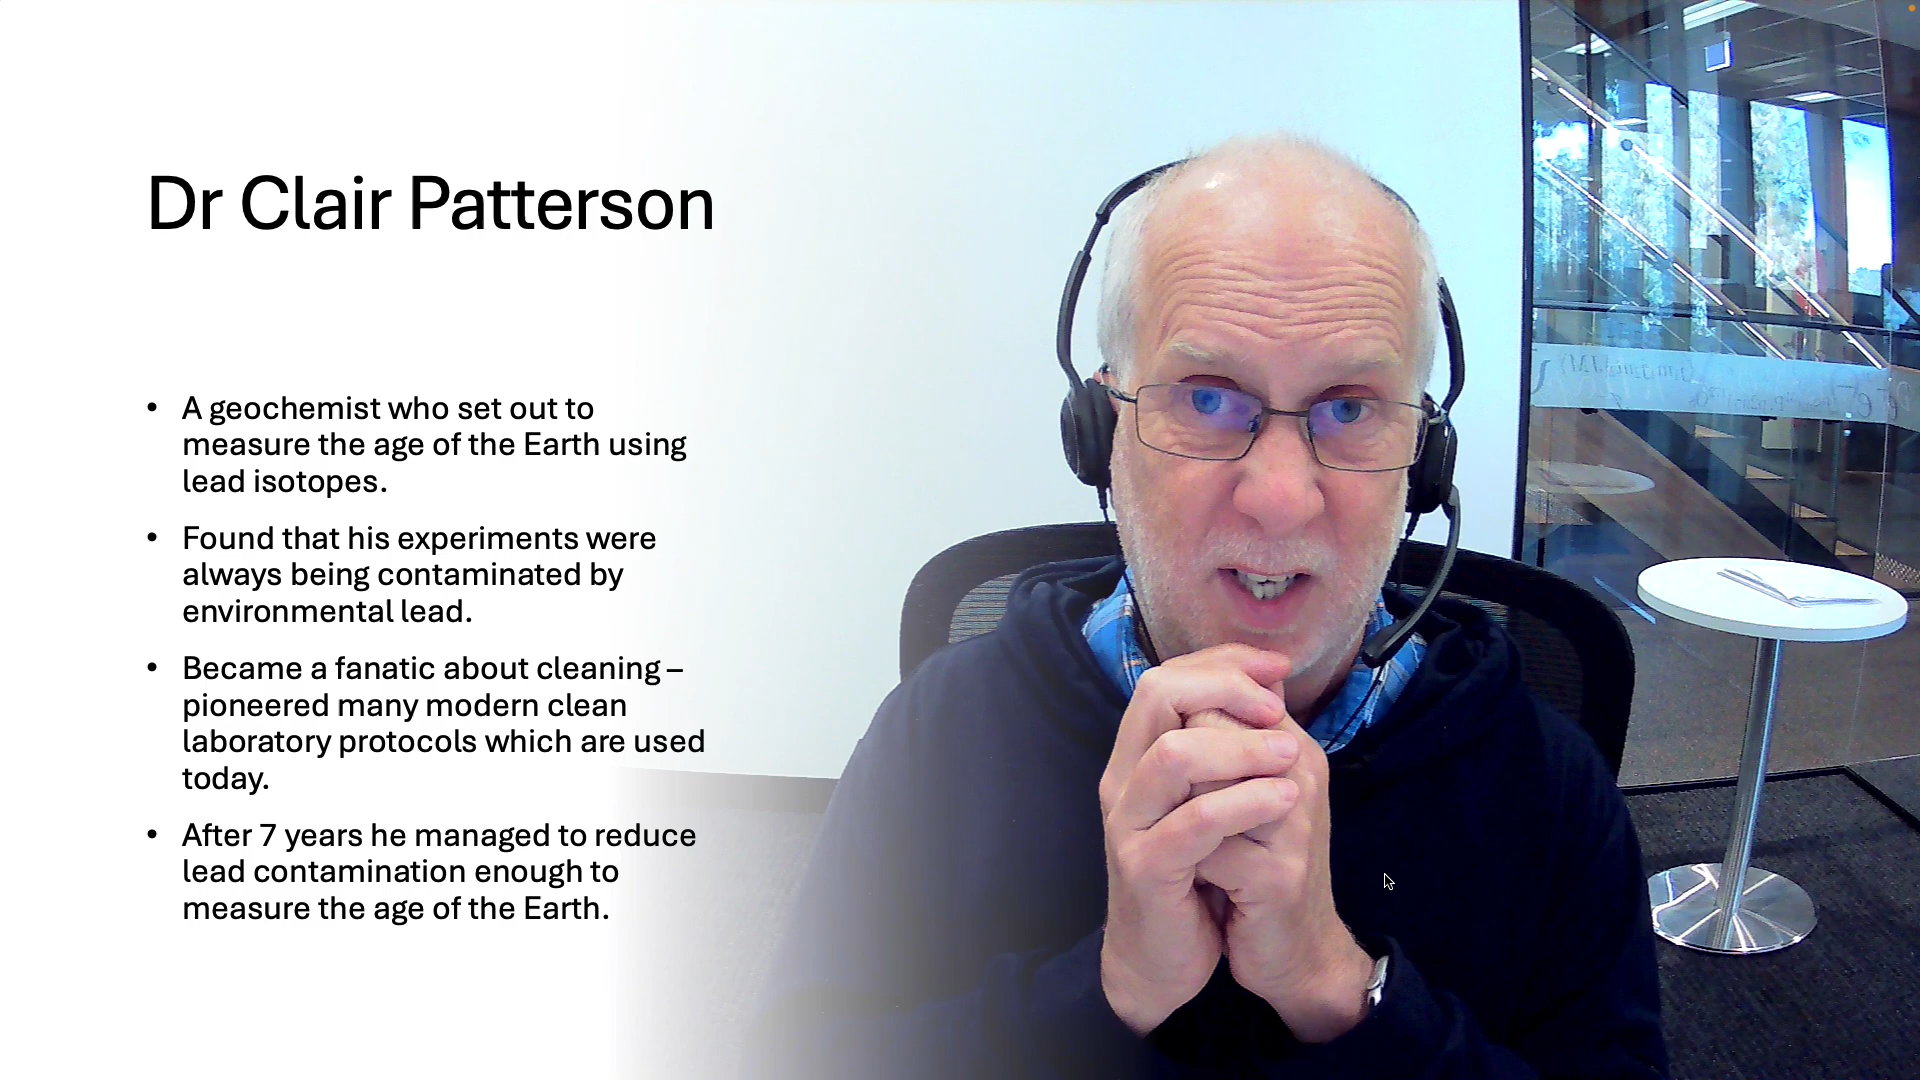 Dr Clair Patterson
• A geochemist who set out to
measure the age of the Earth using
lead isotopes.
• Found that his experiments were
always being contaminated by
environmental lead.
• Became a fanatic about cleaning –
pioneered many modern clean
laboratory protocols which are used
today.
• After 7 years he managed to reduce
lead contamination enough to
measure the age of the Earth.